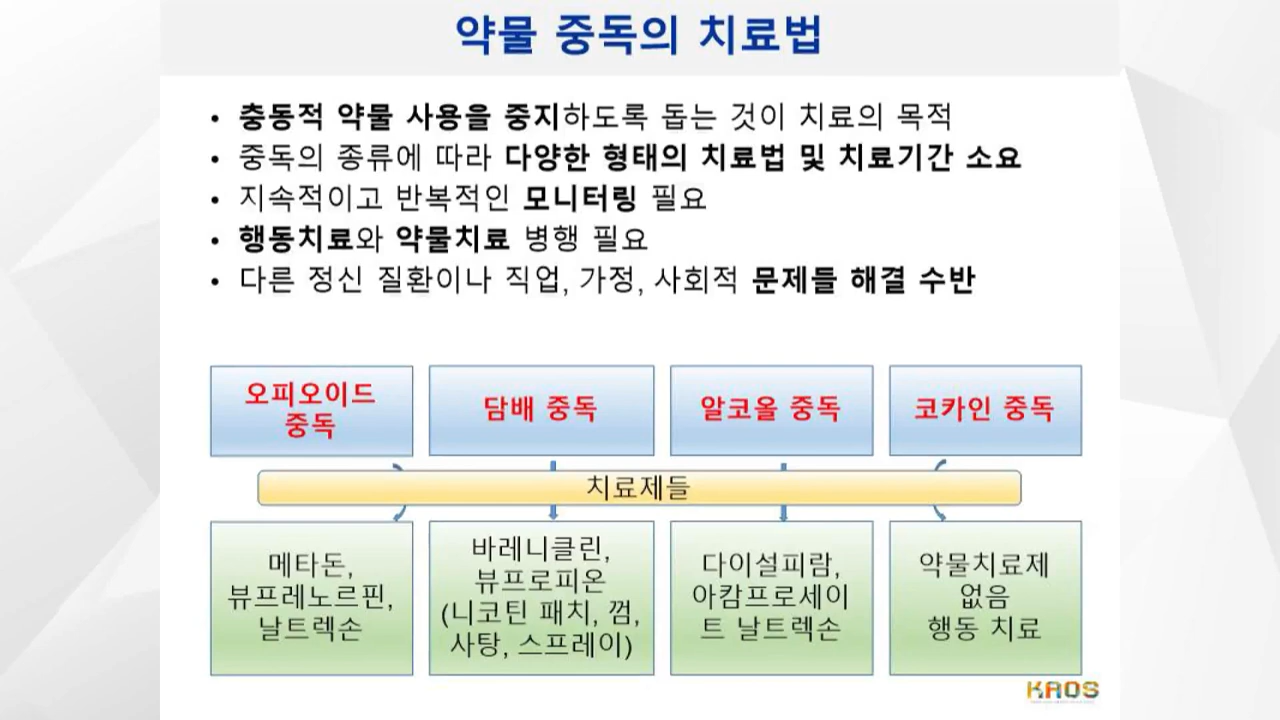 약물 중독의 치료법
• 충동적 약물 사용을 중지하도록 돕는 것이 치료의 목적
• 중독의 종류에 따라 다양한 형태의 치료법 및 치료기간 소요
• 지속적이고 반복적인 모니터링 필요
• 행동치료와 약물치료 병행 필요
• 다른 정신 질환이나 직업, 가정, 사회적 문제들 해결 수반
오피오이드
중독
담배 중독
알코올 중독
코카인 중독
치료제들
메타돈,
뷰프레노르핀,
날트렉손
바레니클린,
뷰프로피온
(니코틴 패치, 껌,
사탕, 스프레이)
다이설피람,
아캄프로세이
트 날트렉손
약물치료제
없음
행동 치료
KAOS